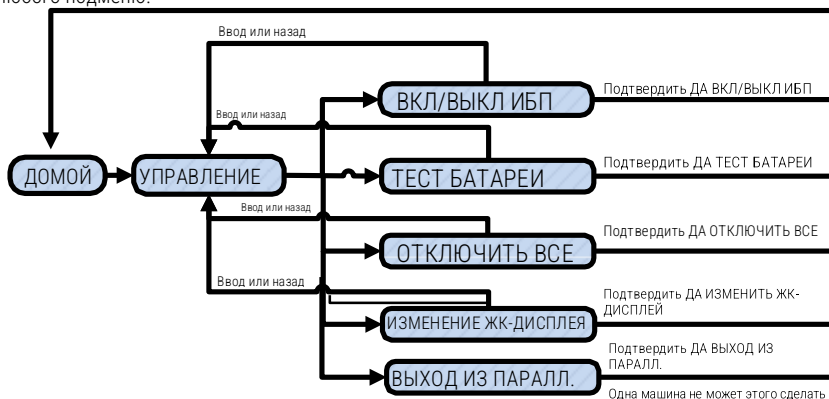 любого подменю.
Ввод или назад
ВКЛ/ВЫКЛ ИБП
Подтвердить ДА ВКЛ/ВЫКЛ ИБП
Ввод или назад
ДОМОЙ
УПРАВЛЕНИЕ
ТЕСТ БАТАРЕИ
Подтвердить ДА ТЕСТ БАТАРЕИ
Ввод или назад
ОТКЛЮЧИТЬ ВСЕ
Подтвердить ДА ОТКЛЮЧИТЬ ВСЕ
Ввод или назад
ИЗМЕНЕНИЕ ЖК-ДИСПЛЕЯ
Подтвердить ДА ИЗМЕНИТЬ ЖК-
ДИСПЛЕЙ
ВЫХОД ИЗ ПАРАЛЛ.
Подтвердить ДА ВЫХОД ИЗ
ПАРАЛЛ.
Одна машина не может этого сделать